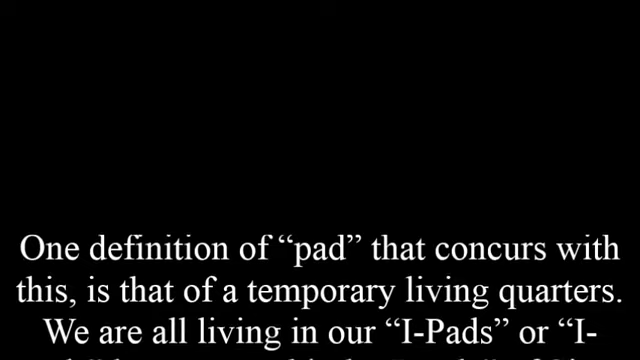 One definition of “pad” that concurs with
this, is that of a temporary living quarters.
We are all living in our “I-Pads” or “I-